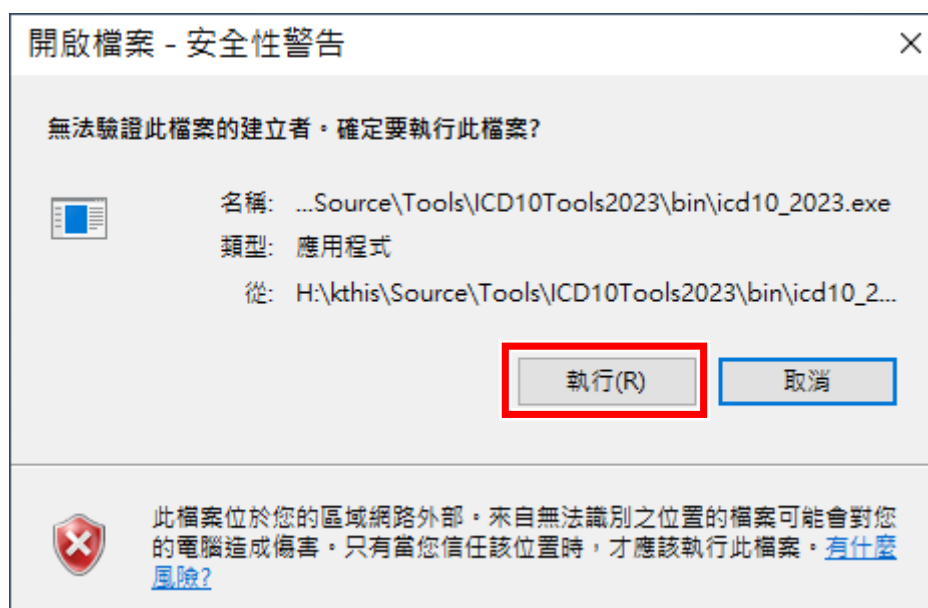 開啟檔案 - 安全性警告
無法驗證此檔案的建立者。確定要執行此檔案?
名稱: ...Source\Tools\ICD10Tools2023\bin\icd10_2023.exe
類型: 應用程式
從: H:\kthis\Source\Tools\ICD10Tools2023\bin\icd10_2...
執行(R) 取消
此檔案位於您的區域網路外部。來自無法識別之位置的檔案可能會對您
的電腦造成傷害。只有當您信任該位置時，才應該執行此檔案。有什麼
風險?